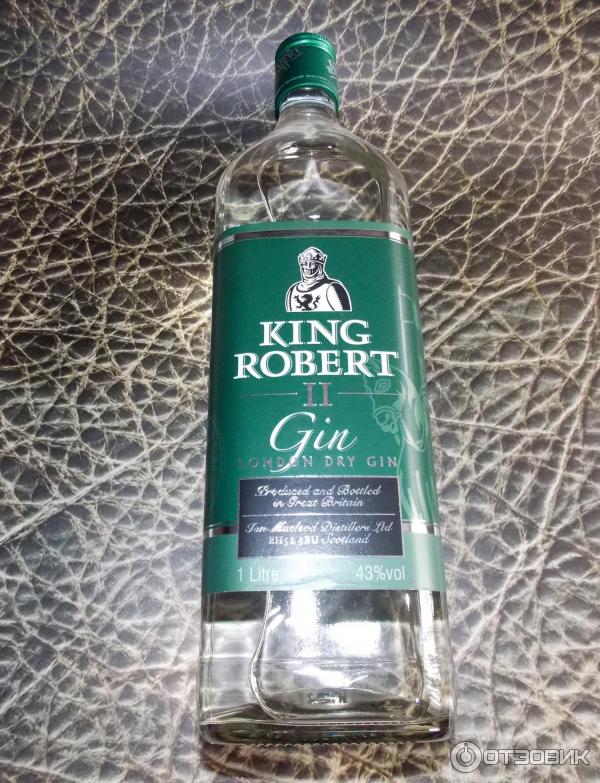 KING
ROBERT
II
Gin
LONDON DRY GIN
Produced and Bottled
in Great Britain
Ian Macleod Distillers Ltd
EH52 5BU Scotland
1 Litre 43%vol
ОТЗОВИК